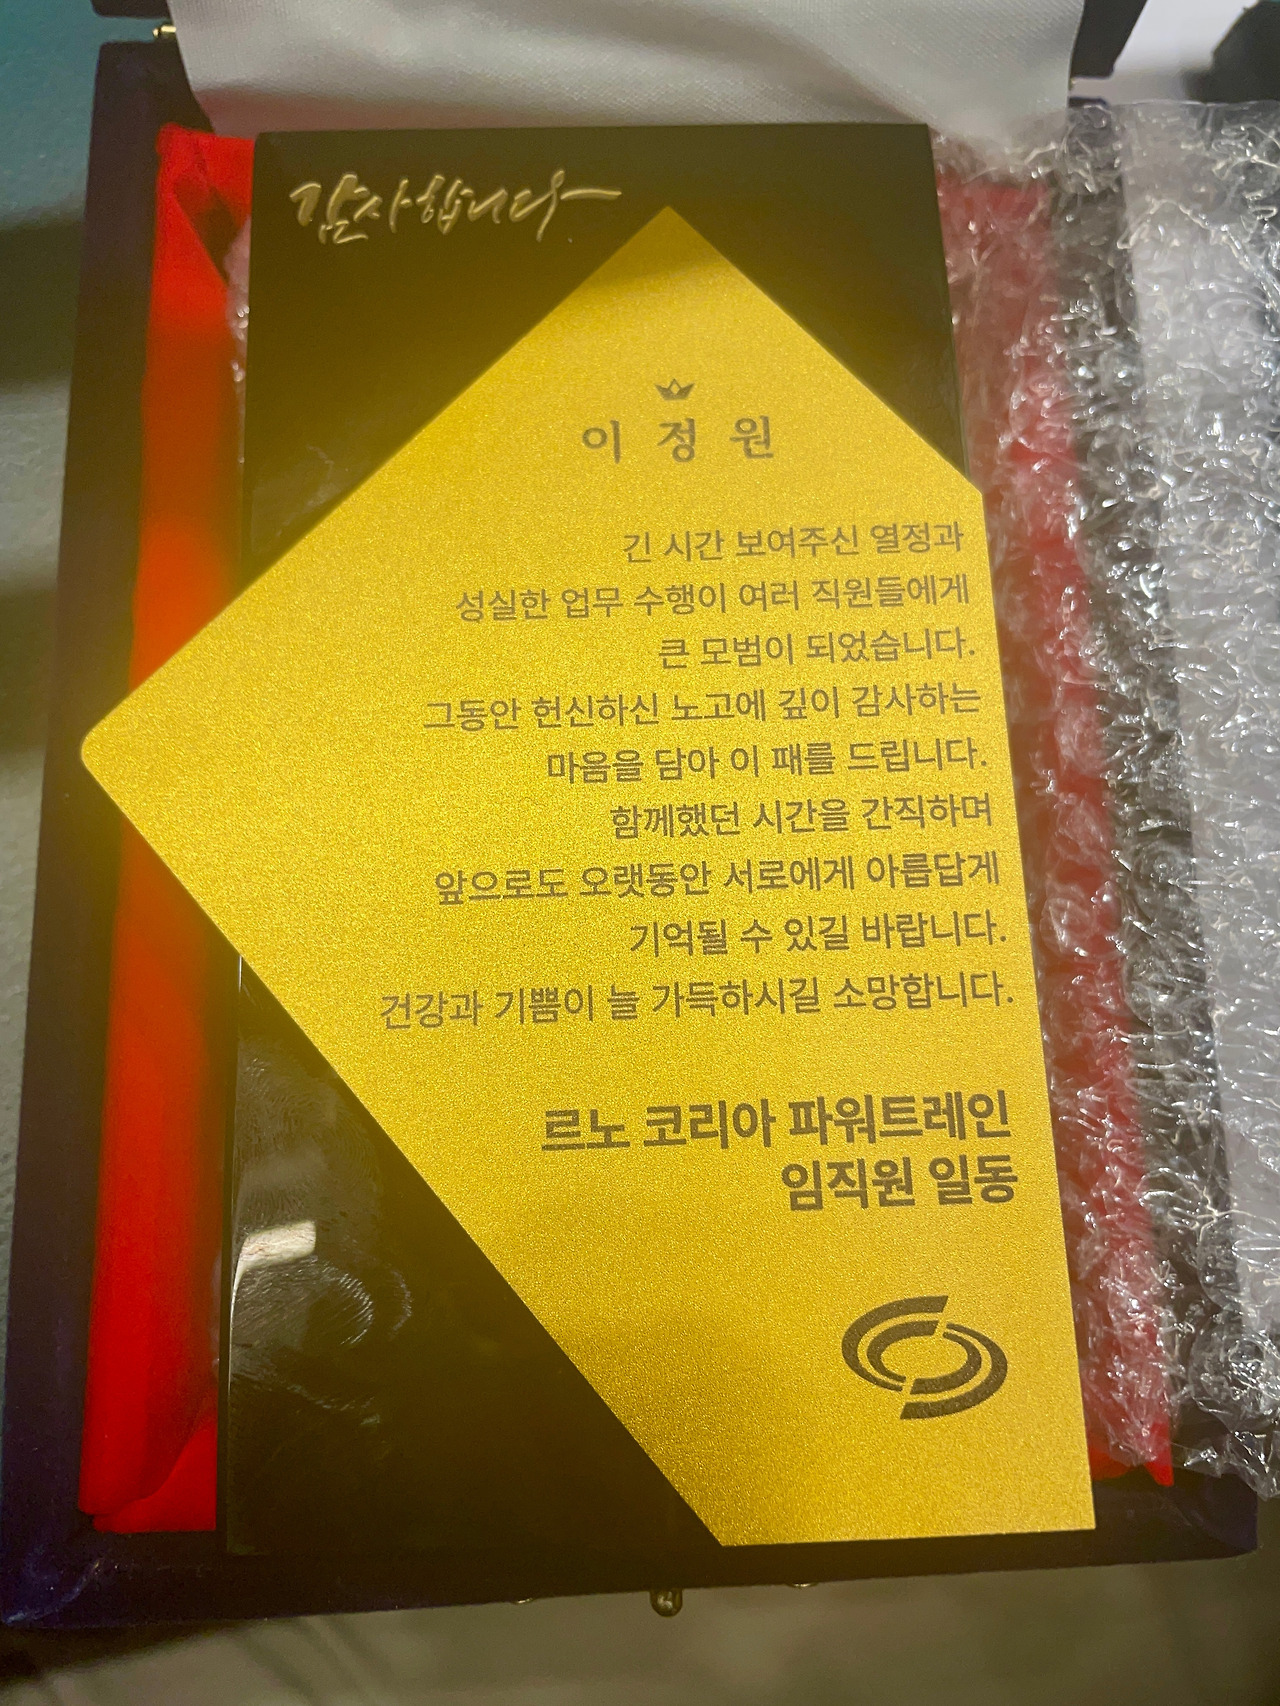 감사합니다
이정원
긴 시간 보여주신 열정과
성실한 업무 수행이 여러 직원들에게
큰 모범이 되었습니다.
그동안 헌신하신 노고에 깊이 감사하는
마음을 담아 이 패를 드립니다.
함께했던 시간을 간직하며
앞으로도 오랫동안 서로에게 아름답게
기억될 수 있길 바랍니다.
건강과 기쁨이 늘 가득하시길 소망합니다.
르노 코리아 파워트레인
임직원 일동